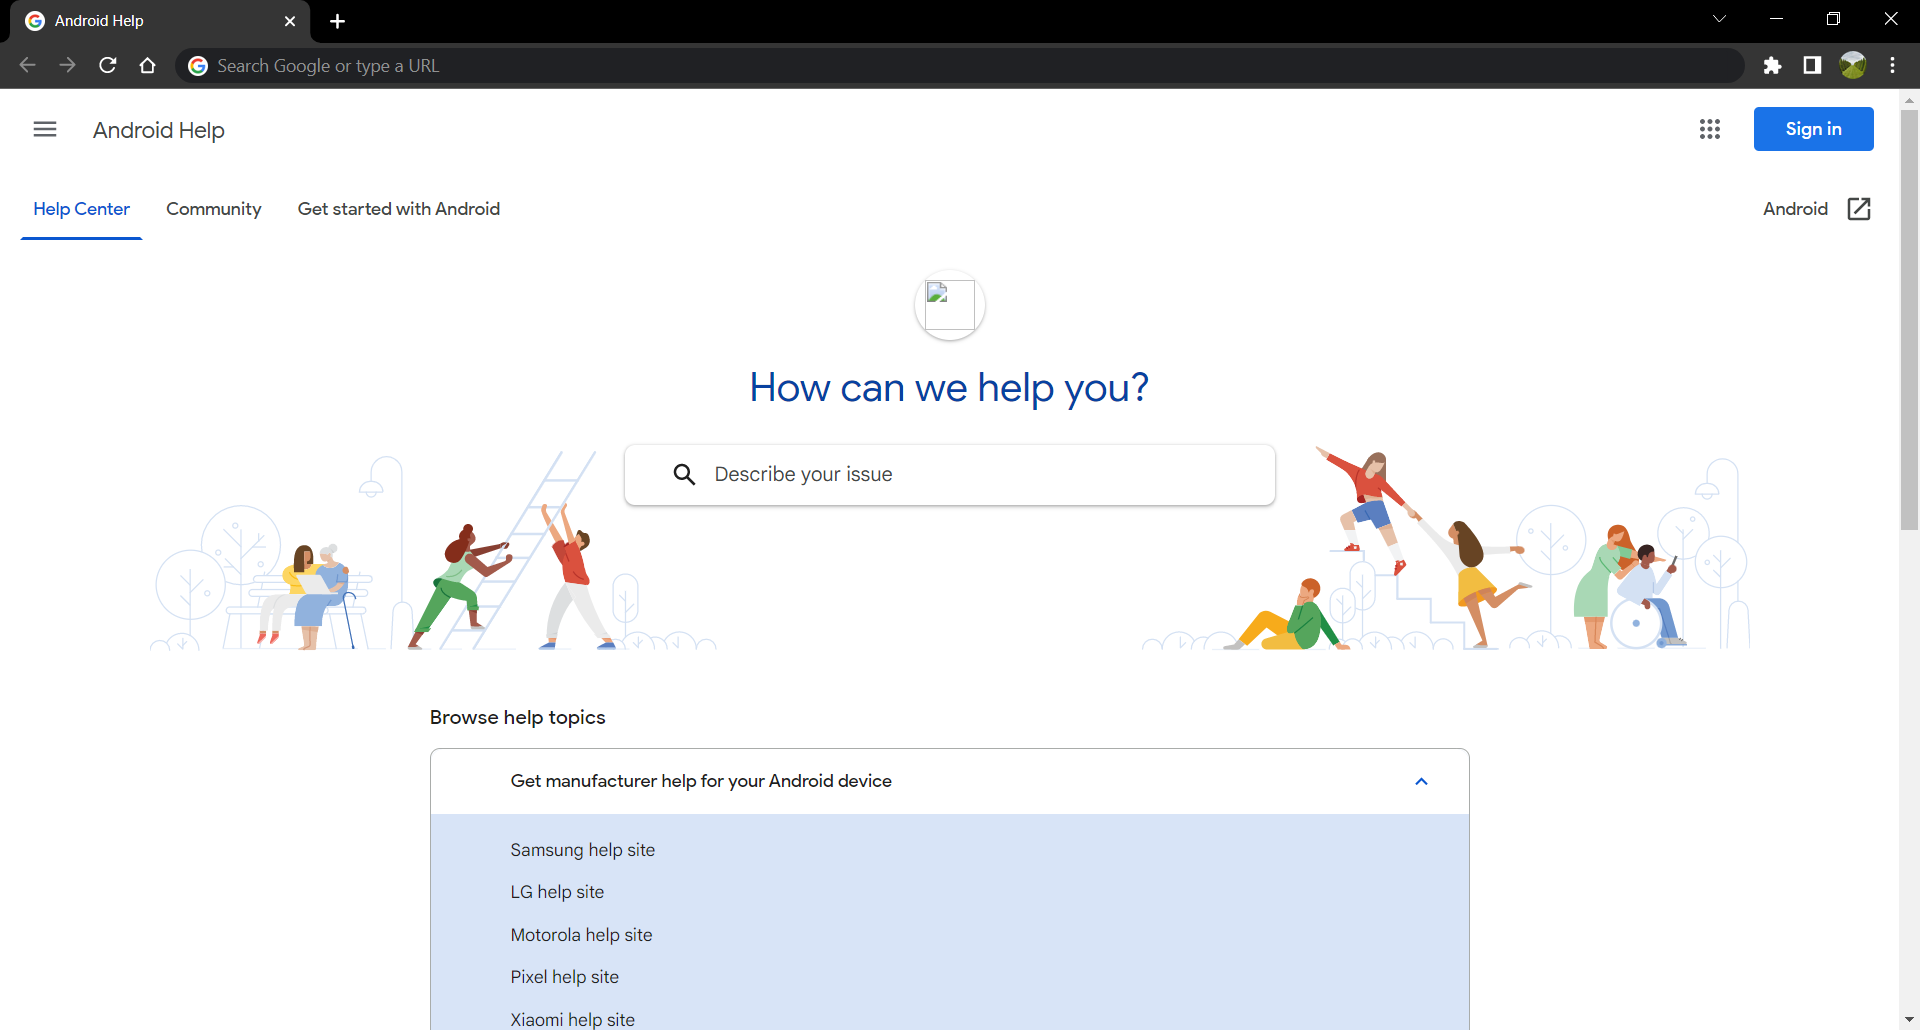 Android Help
Search Google or type a URL
Android Help
Sign in
Help Center
Community
Get started with Android
Android
How can we help you?
Describe your issue
Browse help topics
Get manufacturer help for your Android device
Samsung help site
LG help site
Motorola help site
Pixel help site
Xiaomi help site